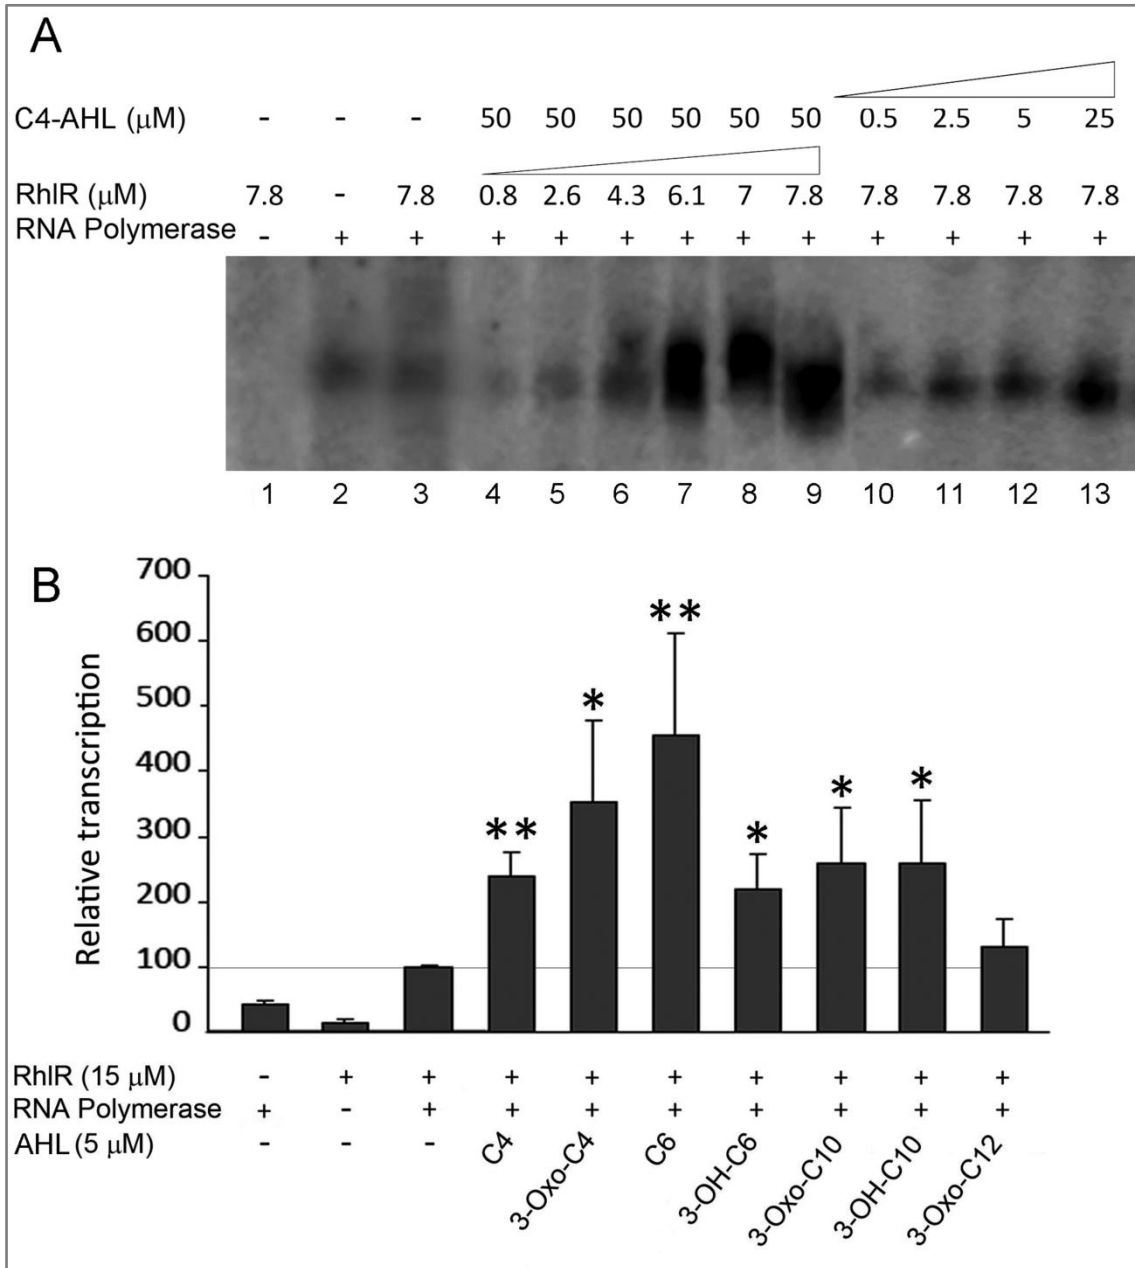 A
C4-AHL (μM) - - - 50 50 50 50 50 50 0.5 2.5 5 25
RhlR (μM) 7.8 - 7.8 0.8 2.6 4.3 6.1 7 7.8 7.8 7.8 7.8 7.8
RNA Polymerase - + + + + + + + + + + + +
1 2 3 4 5 6 7 8 9 10 11 12 13
B
Relative transcription
700
600
500
400
300
200
100
0
** * ** * * *
RhlR (15 μM) - + + + + + + + + +
RNA Polymerase + - + + + + + + + +
AHL (5 μM) - - - C4 3-Oxo-C4 C6 3-OH-C6 3-Oxo-C10 3-OH-C10 3-Oxo-C12